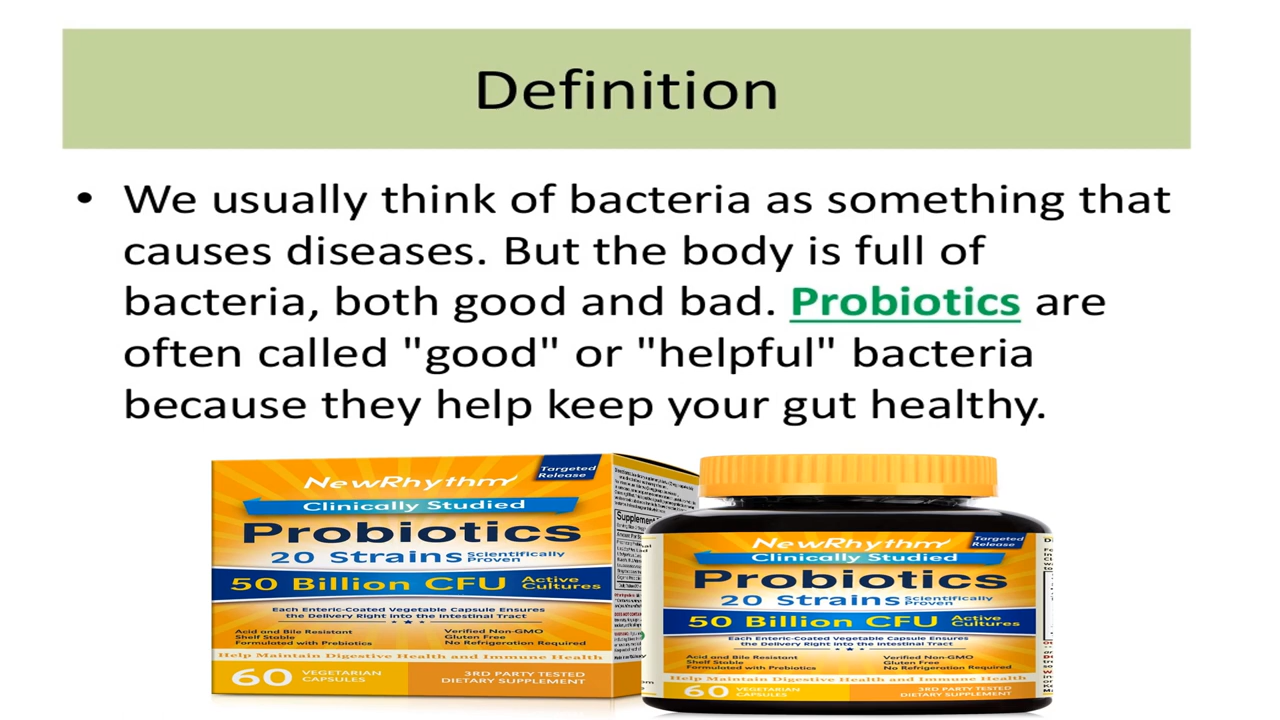 Definition
• We usually think of bacteria as something that
causes diseases. But the body is full of
bacteria, both good and bad. Probiotics are
often called "good" or "helpful" bacteria
because they help keep your gut healthy.
Targeted
Release
NewRhythm
Clinically Studied
Probiotics
20 Strains Scientifically
Proven
50 Billion CFU Active
Cultures
Each Enteric-Coated Vegetable Capsule Ensures
the Delivery Right into the Intestinal Tract
Acid and Bile Resistant
Shelf Stable
Formulated with Prebiotics
Verified Non-GMO
Gluten Free
No Refrigeration Required
Help Maintain Digestive Health and Immune Health
60 VEGETARIAN
CAPSULES
3RD PARTY TESTED
DIETARY SUPPLEMENT
Supplement
Targeted
Release
NewRhythm
Clinically Studied
Probiotics
20 Strains Scientifically
Proven
50 Billion CFU Active
Cultures
Each Enteric-Coated Vegetable Capsule Ensures
the Delivery Right into the Intestinal Tract
Acid and Bile Resistant
Shelf Stable
Formulated with Prebiotics
Verified Non-GMO
Gluten Free
No Refrigeration Required
Help Maintain Digestive Health and Immune Health
60 VEGETARIAN
CAPSULES
3RD PARTY TESTED
DIETARY SUPPLEMENT